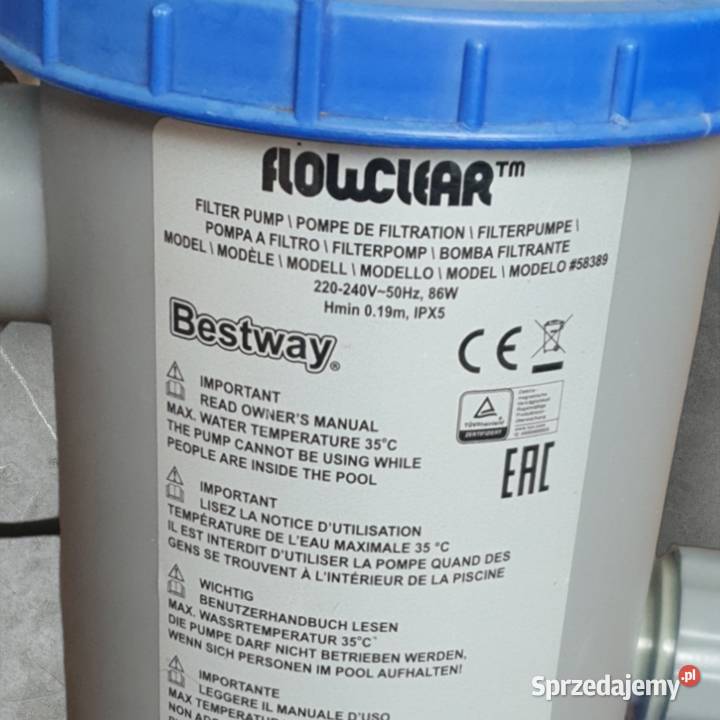 FLOWCLEAR™
FILTER PUMP \ POMPE DE FILTRATION \ FILTERPUMPE \
POMPA A FILTRO \ FILTERPOMP \ BOMBA FILTRANTE
MODEL \ MODÈLE \ MODELL \ MODELLO \ MODEL \ MODELO #58389
220-240V~50Hz, 86W
Hmin 0.19m, IPX5
Bestway®
CE
TÜVRheinland
ZERTIFIZIERT
EAC
IMPORTANT
READ OWNER'S MANUAL
MAX. WATER TEMPERATURE 35°C
THE PUMP CANNOT BE USING WHILE
PEOPLE ARE INSIDE THE POOL
IMPORTANT
LISEZ LA NOTICE D'UTILISATION
TEMPÉRATURE DE L'EAU MAXIMALE 35 °C
IL EST INTERDIT D'UTILISER LA POMPE QUAND DES
GENS SE TROUVENT À L'INTÉRIEUR DE LA PISCINE
WICHTIG
BENUTZERHANDBUCH LESEN
MAX. WASSRTEMPERATUR 35°C
DIE PUMPE DARF NICHT BETRIEBEN WERDEN,
WENN SICH PERSONEN IM POOL AUFHALTEN!
IMPORTANTE
LEGGERE IL MANUALE D'USO
MAX TEMPERATURA
Sprzedajemy.pl